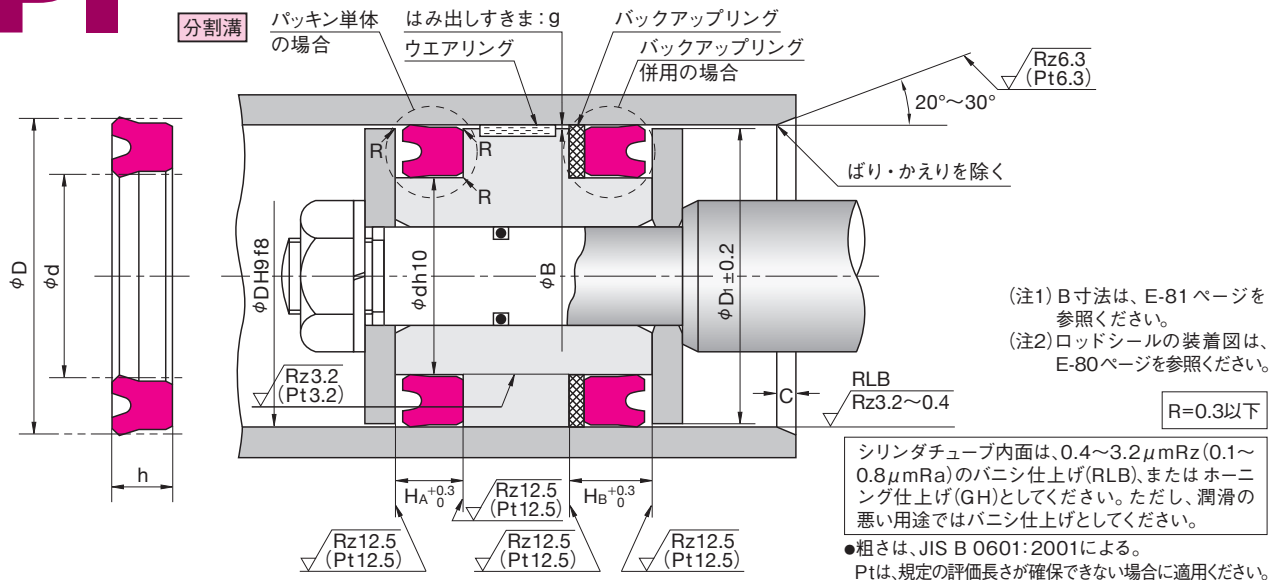 分割溝
パッキン単体
の場合
はみ出しすきま：g
ウエアリング
バックアップリング
バックアップリング
併用の場合
Rz6.3
(Pt6.3)
20°～30°
ばり・かえりを除く
R
R
R
φD
φd
φDH9f8
φdh10
φB
φD1±0.2
h
(注1) B寸法は、E-81ページを
参照ください。
(注2)ロッドシールの装着図は、
E-80ページを参照ください。
Rz3.2
(Pt3.2)
C
RLB
Rz3.2～0.4
R=0.3以下
HA+0.3 0
Rz12.5
(Pt12.5)
HB+0.3 0
Rz12.5
(Pt12.5)
Rz12.5
(Pt12.5)
Rz12.5
(Pt12.5)
シリンダチューブ内面は、0.4～3.2μmRz(0.1～
0.8μmRa)のバニシ仕上げ(RLB)、またはホーニ
ング仕上げ(GH)としてください。ただし、潤滑の
悪い用途ではバニシ仕上げとしてください。
●粗さは、JIS B 0601：2001による。
Ptは、規定の評価長さが確保できない場合に適用ください。